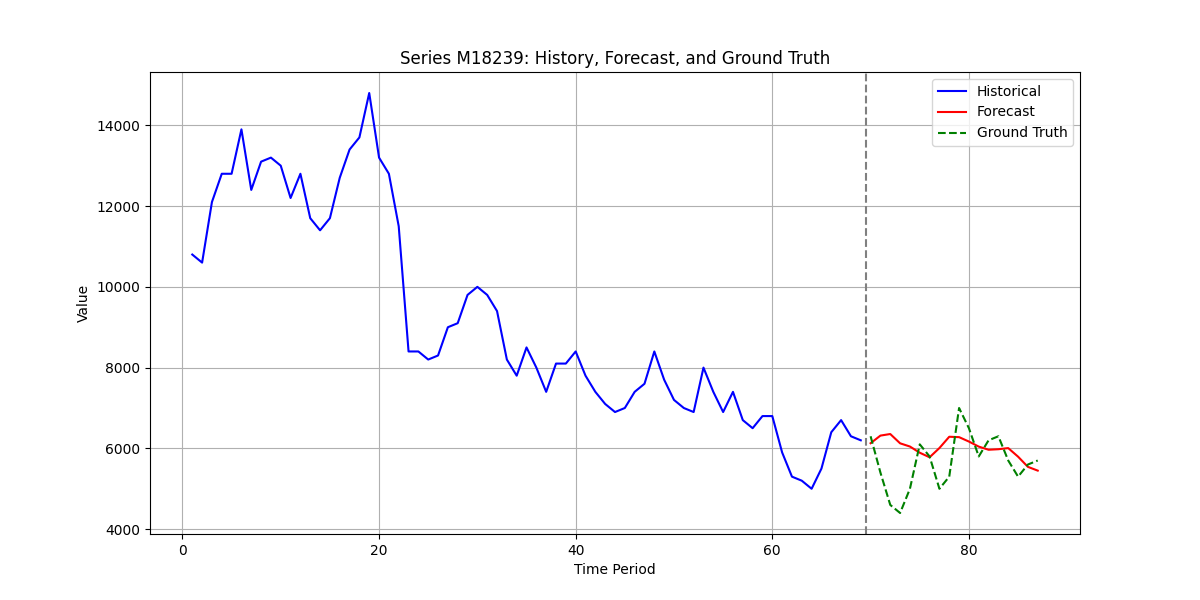 Series M18239: History, Forecast, and Ground Truth
Historical
Forecast
Ground Truth
14000
12000
10000
8000
6000
4000
Value
0
20
40
60
80
Time Period